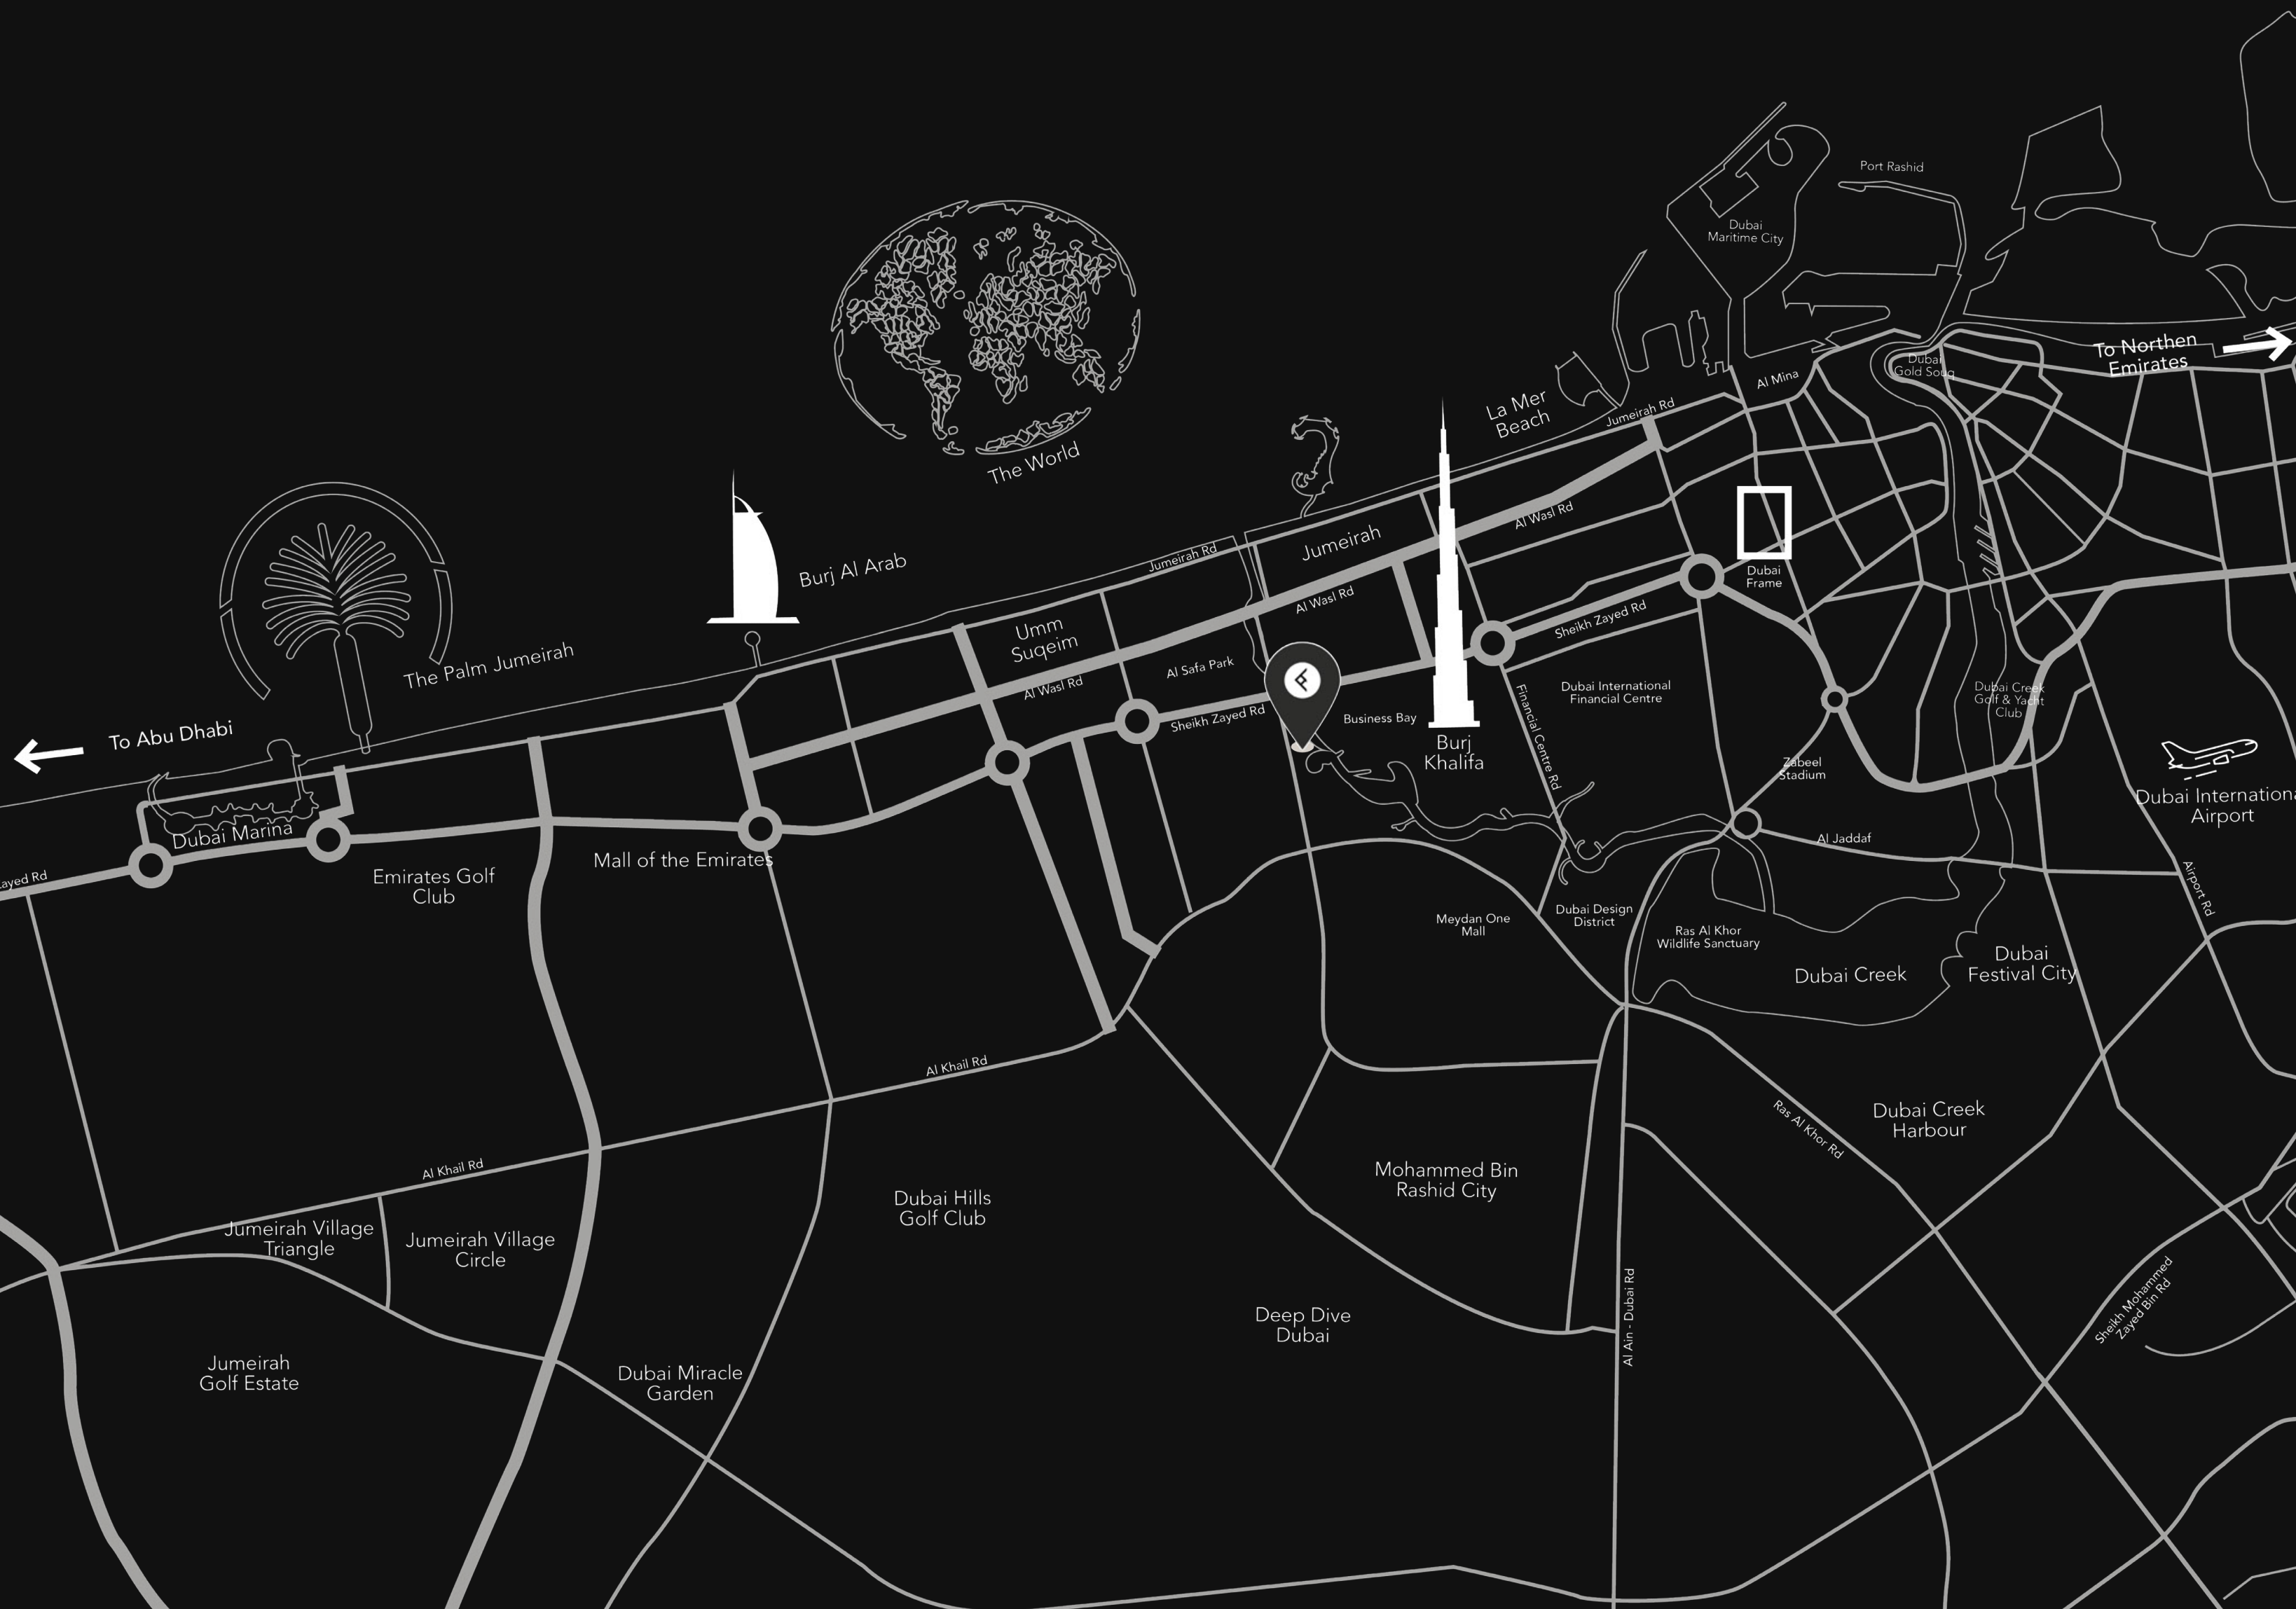 Port Rashid
Dubai
Maritime City
To Northen
Emirates
Dubai
Gold Souq
Al Mina
La Mer
Beach
Jumeirah Rd
The World
Al Wasl Rd
Jumeirah
Jumeirah Rd
Burj Al Arab
Dubai
Frame
Al Wasl Rd
Sheikh Zayed Rd
Umm
Suqeim
The Palm Jumeirah
Al Safa Park
Al Wasl Rd
Dubai International
Financial Centre
Dubai Creek
Golf & Yacht
Club
Sheikh Zayed Rd
Business Bay
Financial Centre Rd
To Abu Dhabi
Burj
Khalifa
Zabeel
Stadium
Dubai Internationa
Airport
Dubai Marina
Al Jaddaf
Mall of the Emirates
ayed Rd
Emirates Golf
Club
Airport Rd
Meydan One
Mall
Dubai Design
District
Ras Al Khor
Wildlife Sanctuary
Dubai Creek
Dubai
Festival City
Al Khail Rd
Ras Al Khor Rd
Dubai Creek
Harbour
Al Khail Rd
Mohammed Bin
Rashid City
Dubai Hills
Golf Club
Jumeirah Village
Triangle
Jumeirah Village
Circle
Sheikh Mohammed
Zayed Bin Rd
Al Ain - Dubai Rd
Deep Dive
Dubai
Jumeirah
Golf Estate
Dubai Miracle
Garden